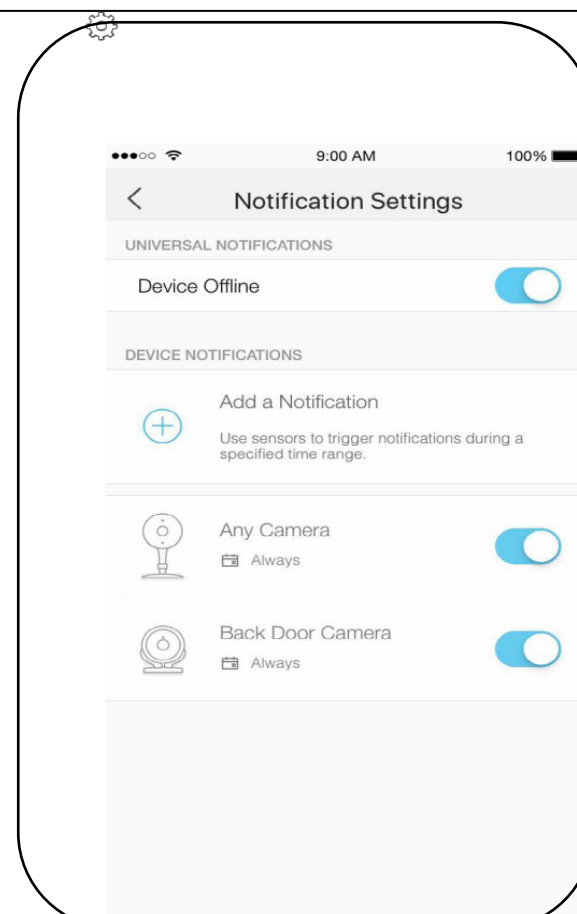 9:00 AM
100%
Notification Settings
UNIVERSAL NOTIFICATIONS
Device Offline
DEVICE NOTIFICATIONS
Add a Notification
Use sensors to trigger notifications during a
specified time range.
Any Camera
Always
Back Door Camera
Always